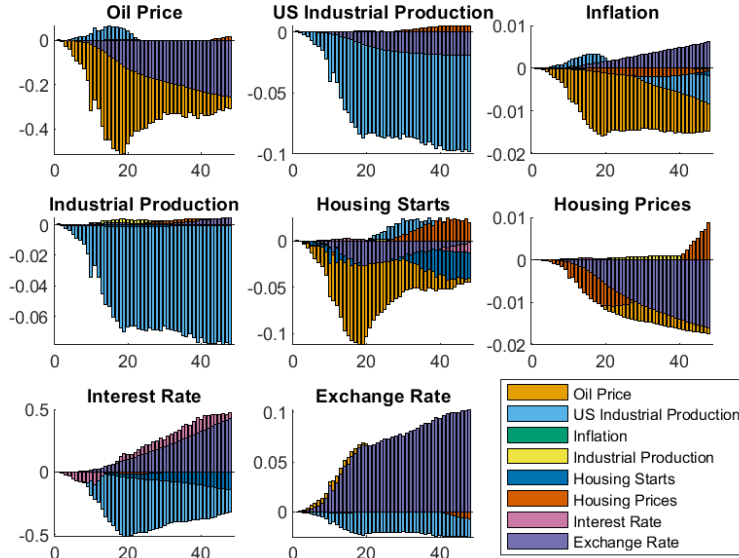 Oil Price
US Industrial Production
Inflation
0
-0.2
-0.4
0 20 40
0
-0.05
-0.1
0 20 40
0.01
0
-0.01
-0.02
0 20 40
Industrial Production
Housing Starts
Housing Prices
0
-0.02
-0.04
-0.06
0 20 40
0
-0.05
-0.1
0 20 40
0.01
0
-0.01
-0.02
0 20 40
Interest Rate
Exchange Rate
0.5
0
-0.5
0 20 40
0.1
0.05
0
0 20 40
Oil Price
US Industrial Production
Inflation
Industrial Production
Housing Starts
Housing Prices
Interest Rate
Exchange Rate